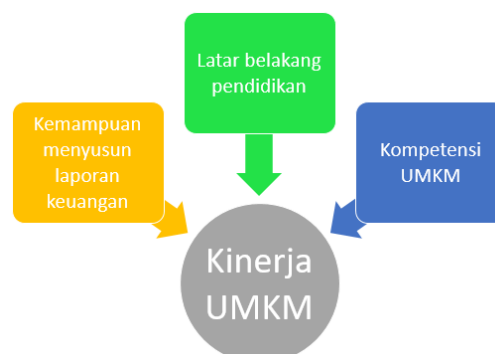 Latar belakang
pendidikan
Kemampuan
menyusun
laporan
keuangan
Kompetensi
UMKM
Kinerja
UMKM